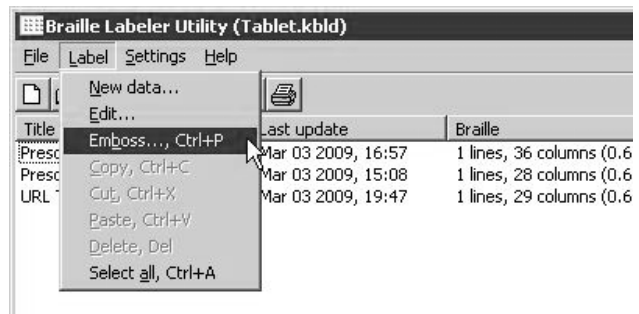 Braille Labeler Utility (Tablet.kbld)
File Label Settings Help
New data...
Edit...
Title Last update Braille
Emboss..., Ctrl+P
Presc Mar 03 2009, 16:57 1 lines, 36 columns (0.6
Copy, Ctrl+C
Presc Mar 03 2009, 15:08 1 lines, 28 columns (0.6
Cut, Ctrl+X
URL Mar 03 2009, 19:47 1 lines, 29 columns (0.6
Paste, Ctrl+V
Delete, Del
Select all, Ctrl+A